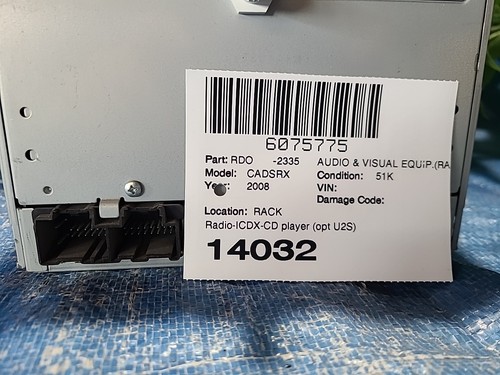 6075775
Part: RDO -2335 AUDIO & VISUAL EQUIP.(RA
Model: CADSRX Condition: 51K
Year: 2008 VIN:
Damage Code:
Location: RACK
Radio-ICDX-CD player (opt U2S)
14032